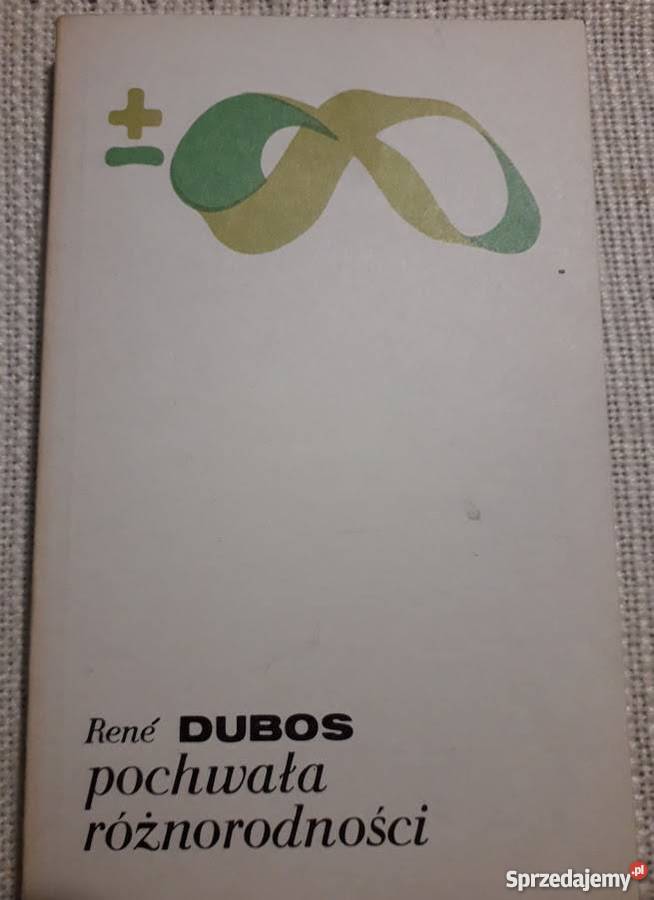 ±∞
René DUBOS
pochwała
różnorodności
Sprzedajemy.pl